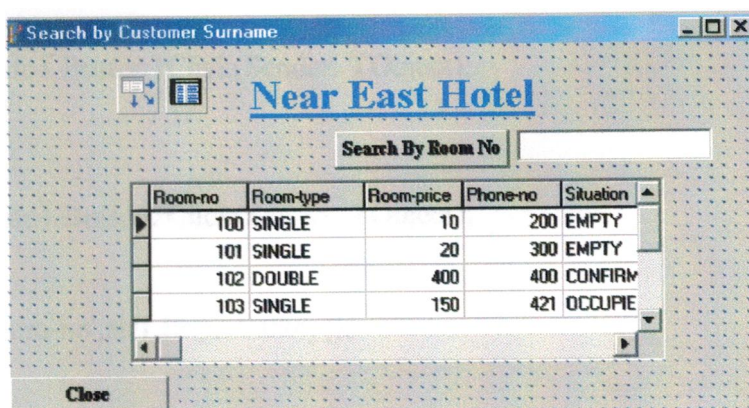 Search by Customer Surname
Near East Hotel
Search By Room No
Room-no Room-type Room-price Phone-no Situation
100 SINGLE 10 200 EMPTY
101 SINGLE 20 300 EMPTY
102 DOUBLE 400 400 CONFIRM
103 SINGLE 150 421 OCCUPIE
Close